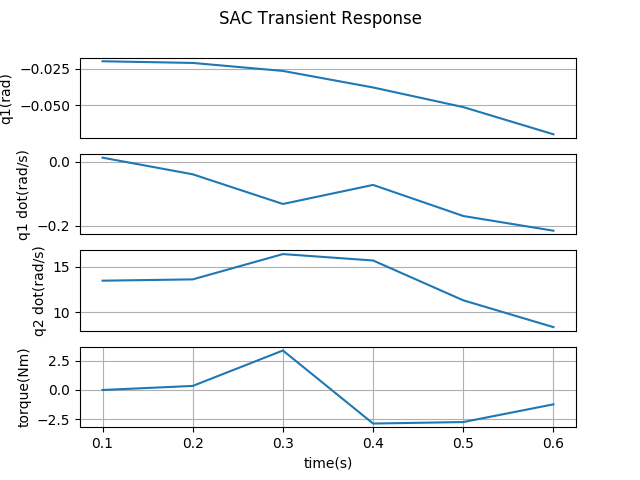 SAC Transient Response
−0.025
−0.050
q1(rad)
0.0
−0.2
q1 dot(rad/s)
15
10
q2 dot(rad/s)
2.5
0.0
−2.5
torque(Nm)
0.1 0.2 0.3 0.4 0.5 0.6
time(s)